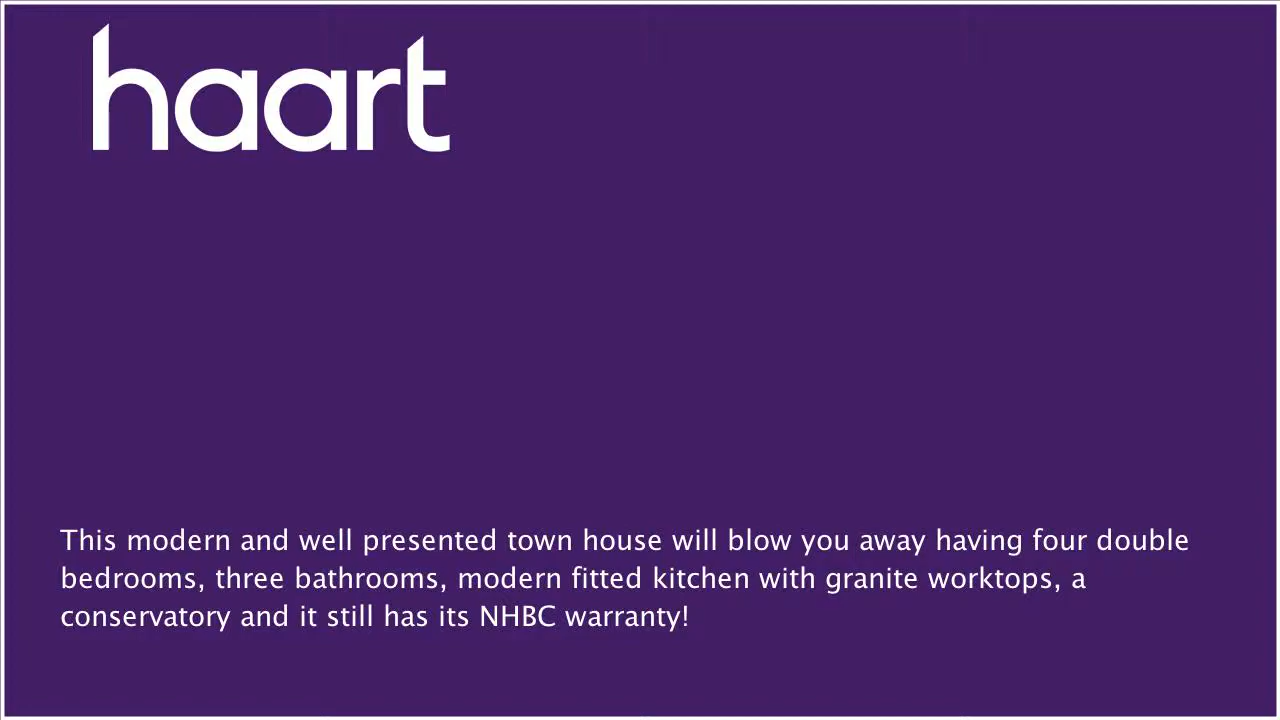 haart
This modern and well presented town house will blow you away having four double
bedrooms, three bathrooms, modern fitted kitchen with granite worktops, a
conservatory and it still has its NHBC warranty!